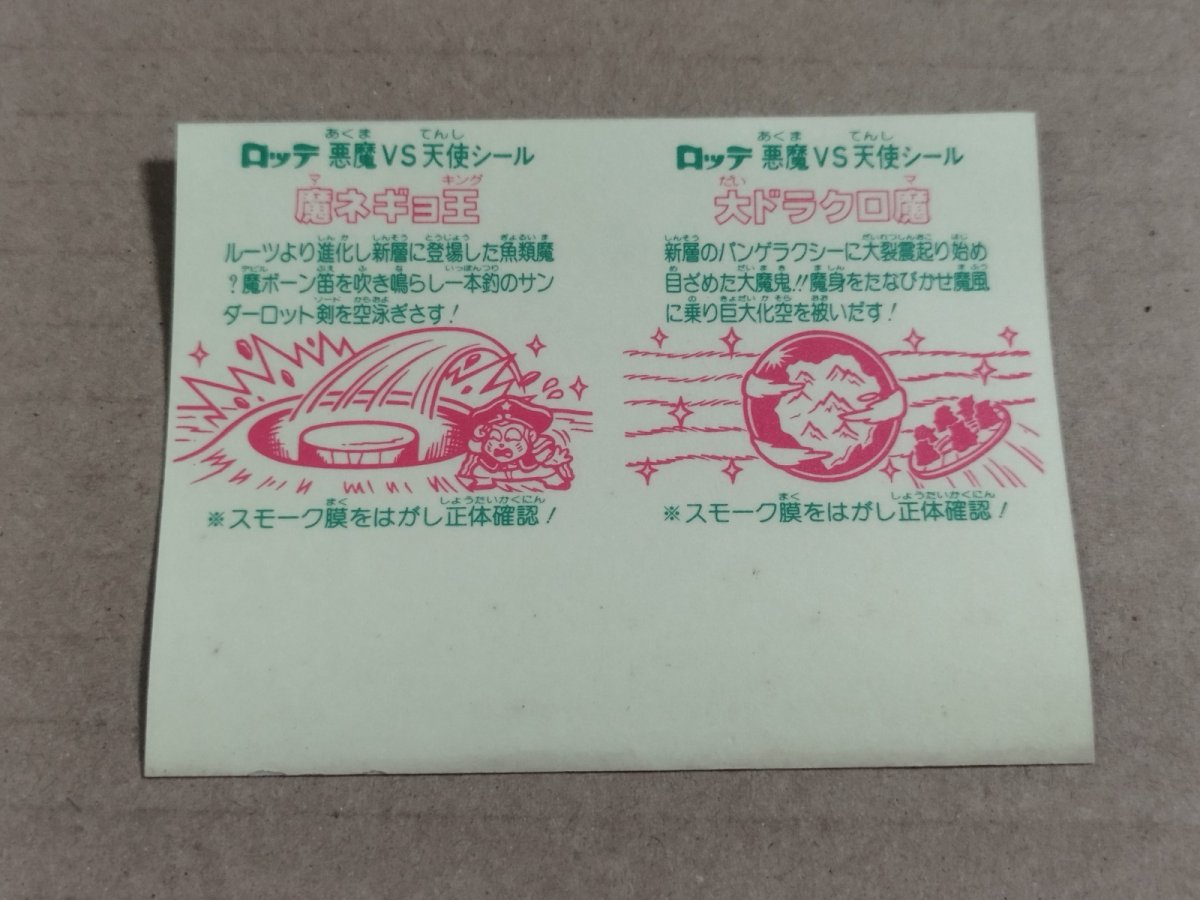 ロッテ 悪魔VS天使シール
魔ネギョ王
ルーツより進化し新層に登場した魚類魔
?魔ボーン笛を吹き鳴らし一本釣のサン
ダーロット剣を空泳ぎさす!
※スモーク膜をはがし正体確認!
ロッテ 悪魔VS天使シール
大ドラクロ魔
新層のパンゲラクシーに大裂震起り始め
目ざめた大魔鬼!!魔身をたなびかせ魔風
に乗り巨大化空を被いだす!
※スモーク膜をはがし正体確認!